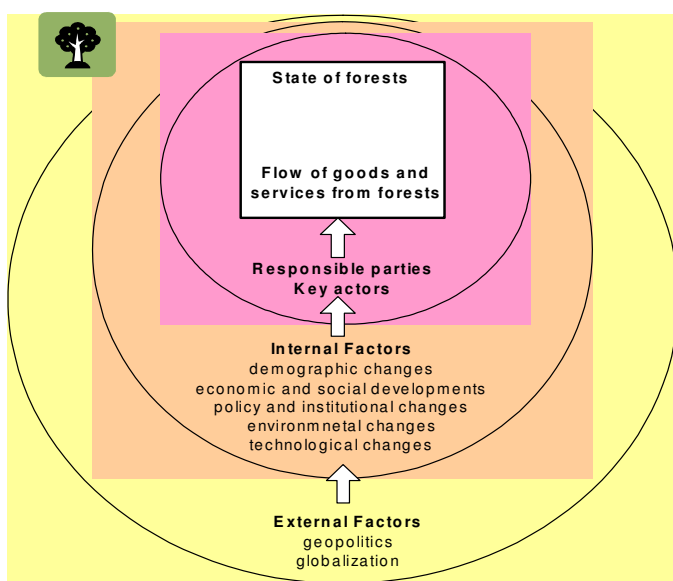 State of forests
Flow of goods and
services from forests
Responsible parties
Key actors
Internal Factors
demographic changes
economic and social developments
policy and institutional changes
environmnetal changes
technological changes
External Factors
geopolitics
globalization